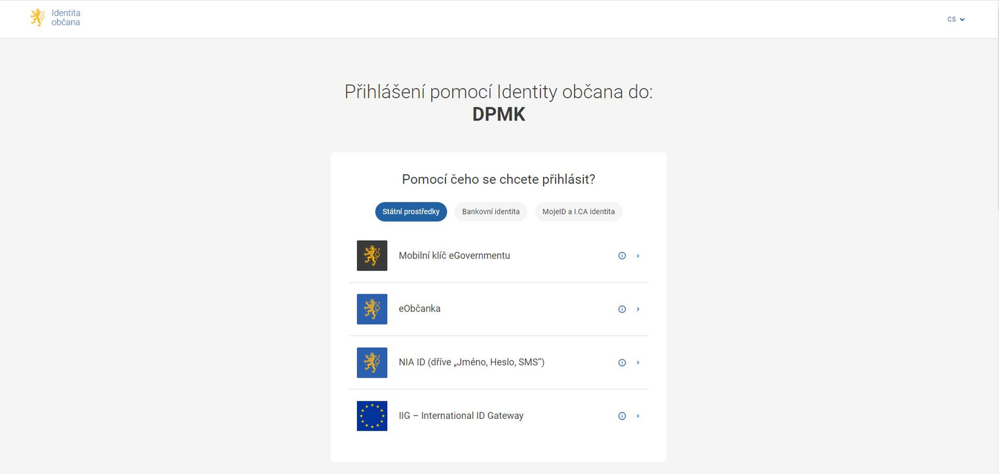 Identita
občana
CS
Přihlášení pomocí Identity občana do:
DPMK
Pomocí čeho se chcete přihlásit?
Státní prostředky
Bankovní identita
MojeID a I.CA identita
Mobilní klíč eGovernmentu
eObčanka
NIA ID (dříve „Jméno, Heslo, SMS“)
IIG – International ID Gateway